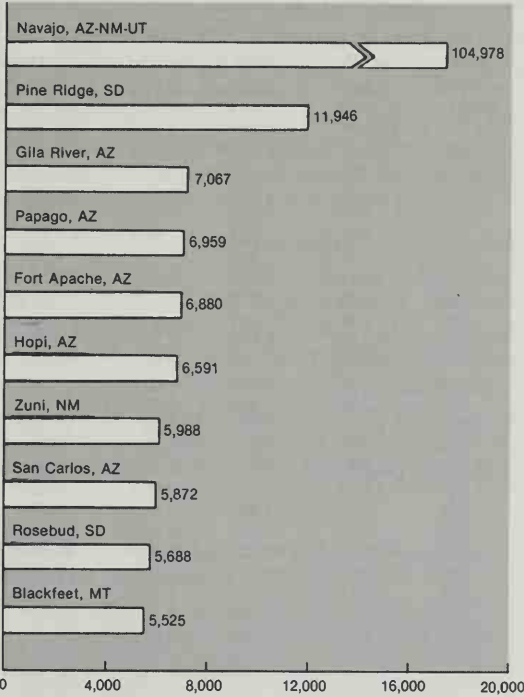 Navajo, AZ-NM-UT
104,978
Pine Ridge, SD
11,946
Gila River, AZ
7,067
Papago, AZ
6,959
Fort Apache, AZ
6,880
Hopi, AZ
6,591
Zuni, NM
5,988
San Carlos, AZ
5,872
Rosebud, SD
5,688
Blackfeet, MT
5,525
0 4,000 8,000 12,000 16,000 20,000